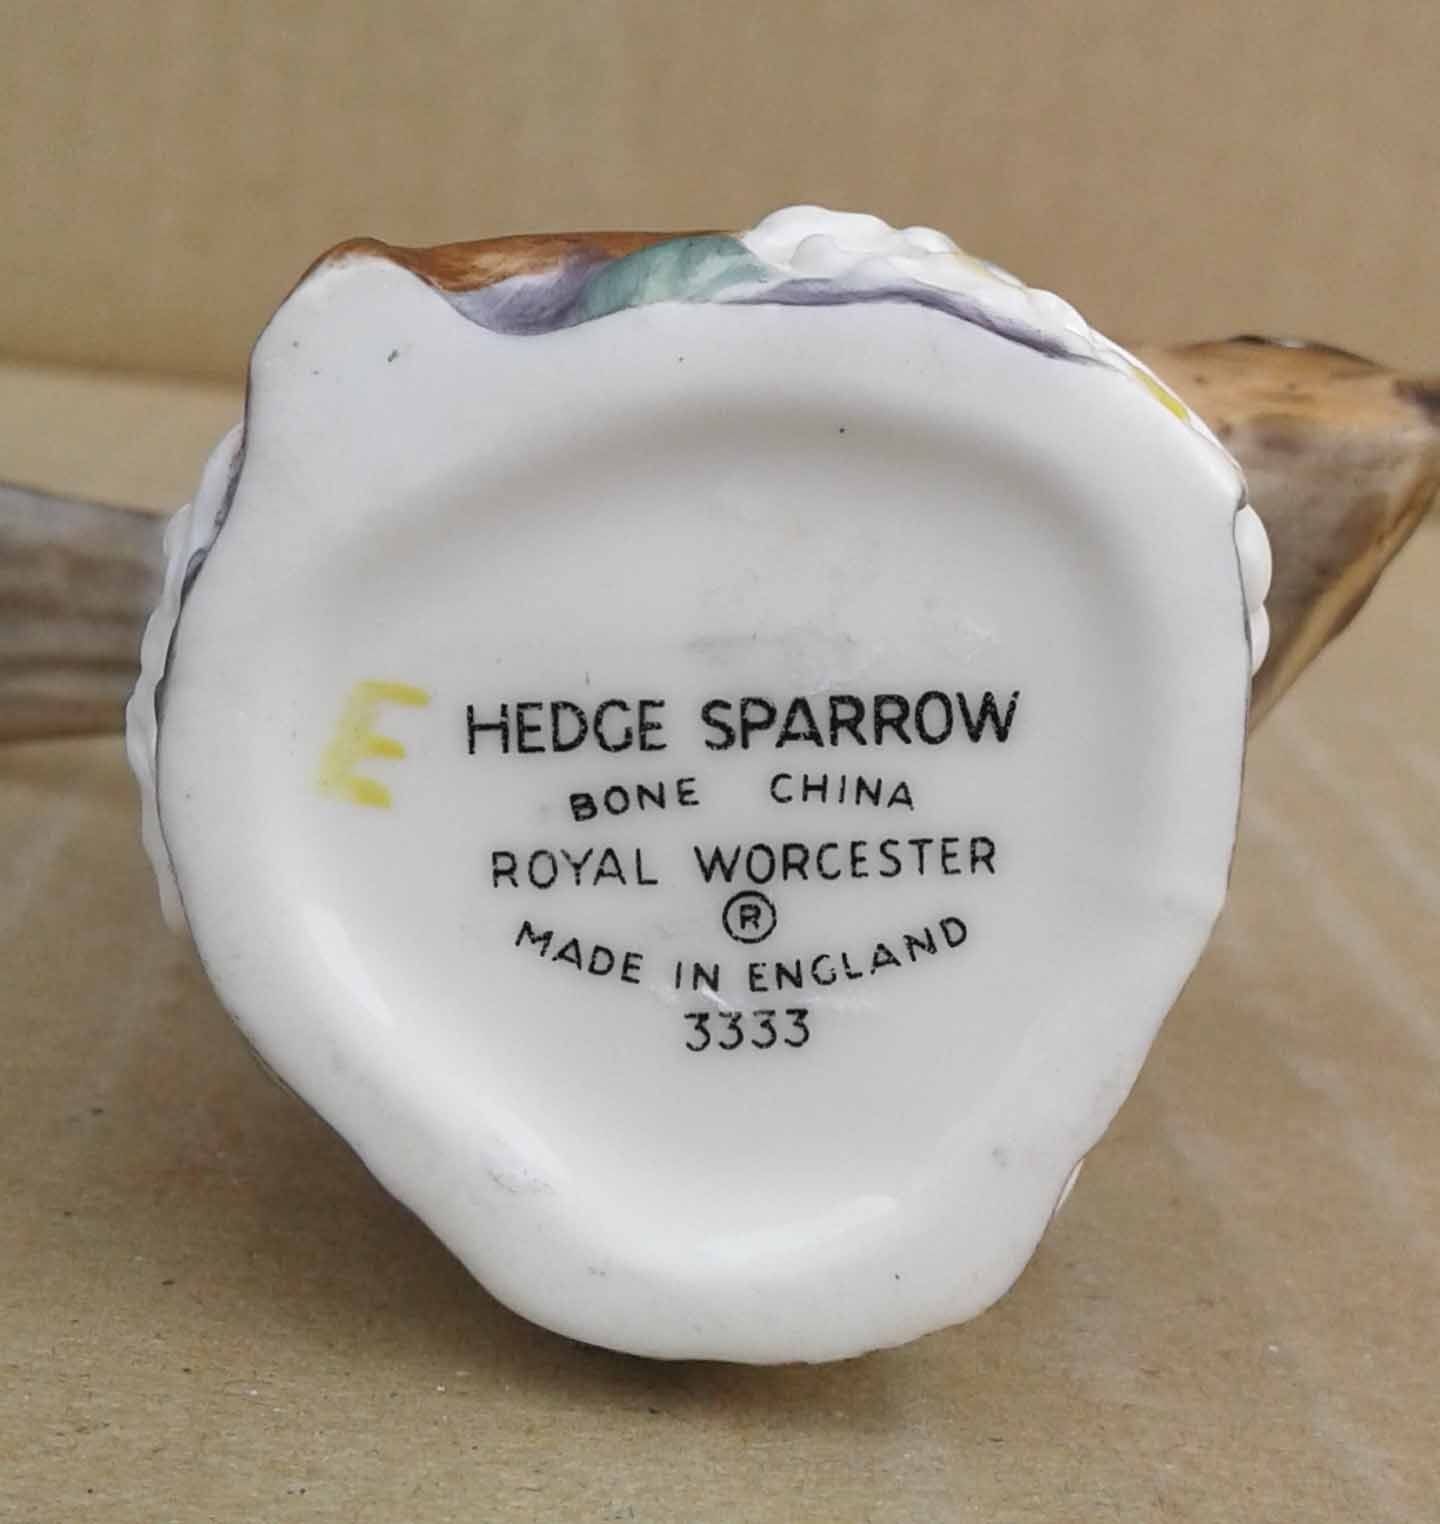 E HEDGE SPARROW
BONE CHINA
ROYAL WORCESTER
®
MADE IN ENGLAND
3333